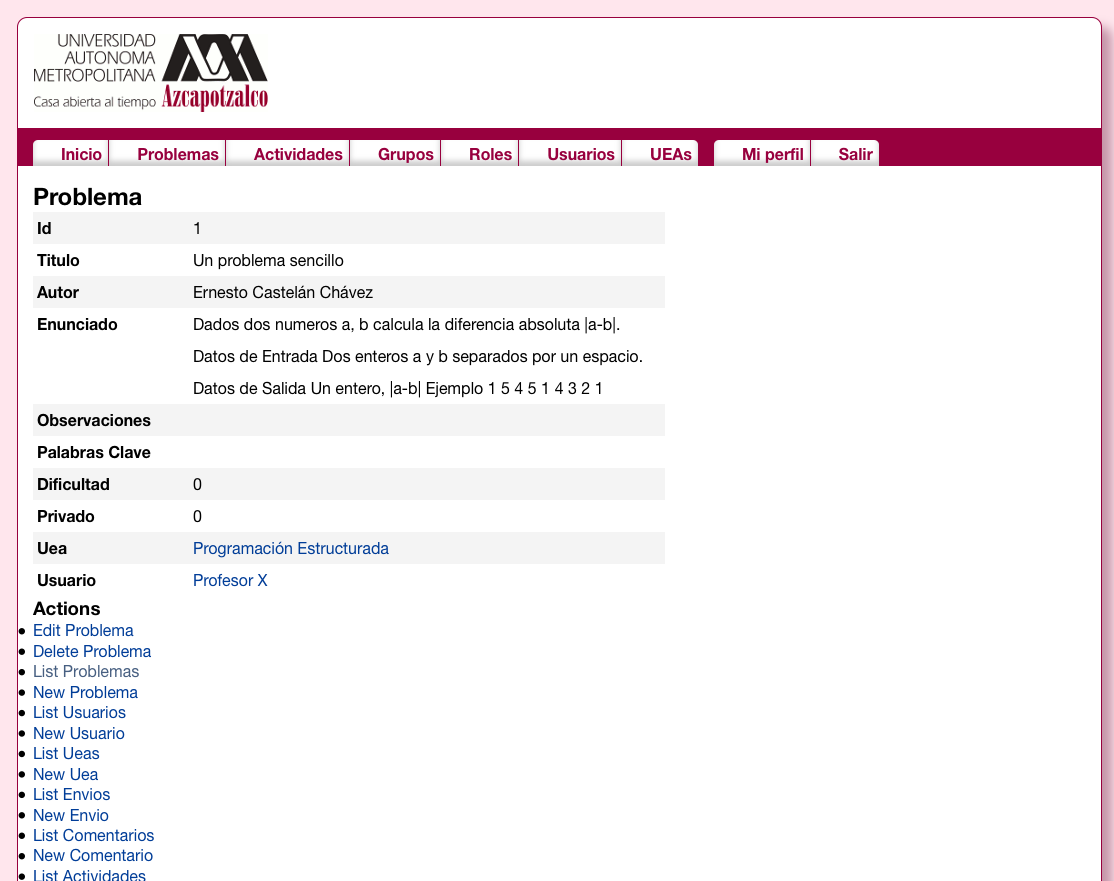 UNIVERSIDAD
AUTONOMA
METROPOLITANA
Casa abierta al tiempo Azcapotzalco
Inicio Problemas Actividades Grupos Roles Usuarios UEAs Mi perfil Salir
Problema
Id 1
Titulo Un problema sencillo
Autor Ernesto Castelán Chávez
Enunciado Dados dos numeros a, b calcula la diferencia absoluta |a-b|.
Datos de Entrada Dos enteros a y b separados por un espacio.
Datos de Salida Un entero, |a-b| Ejemplo 1 5 4 5 1 4 3 2 1
Observaciones
Palabras Clave
Dificultad 0
Privado 0
Uea Programación Estructurada
Usuario Profesor X
Actions
Edit Problema
Delete Problema
List Problemas
New Problema
List Usuarios
New Usuario
List Ueas
New Uea
List Envios
New Envio
List Comentarios
New Comentario
List Actividades